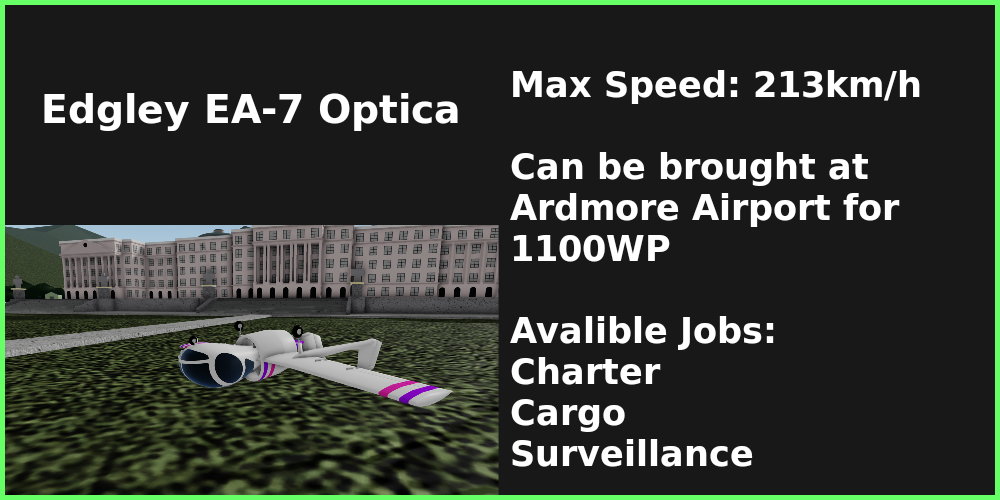 Edgley EA-7 Optica
Max Speed: 213km/h
Can be brought at
Ardmore Airport for
1100WP
Avalible Jobs:
Charter
Cargo
Surveillance